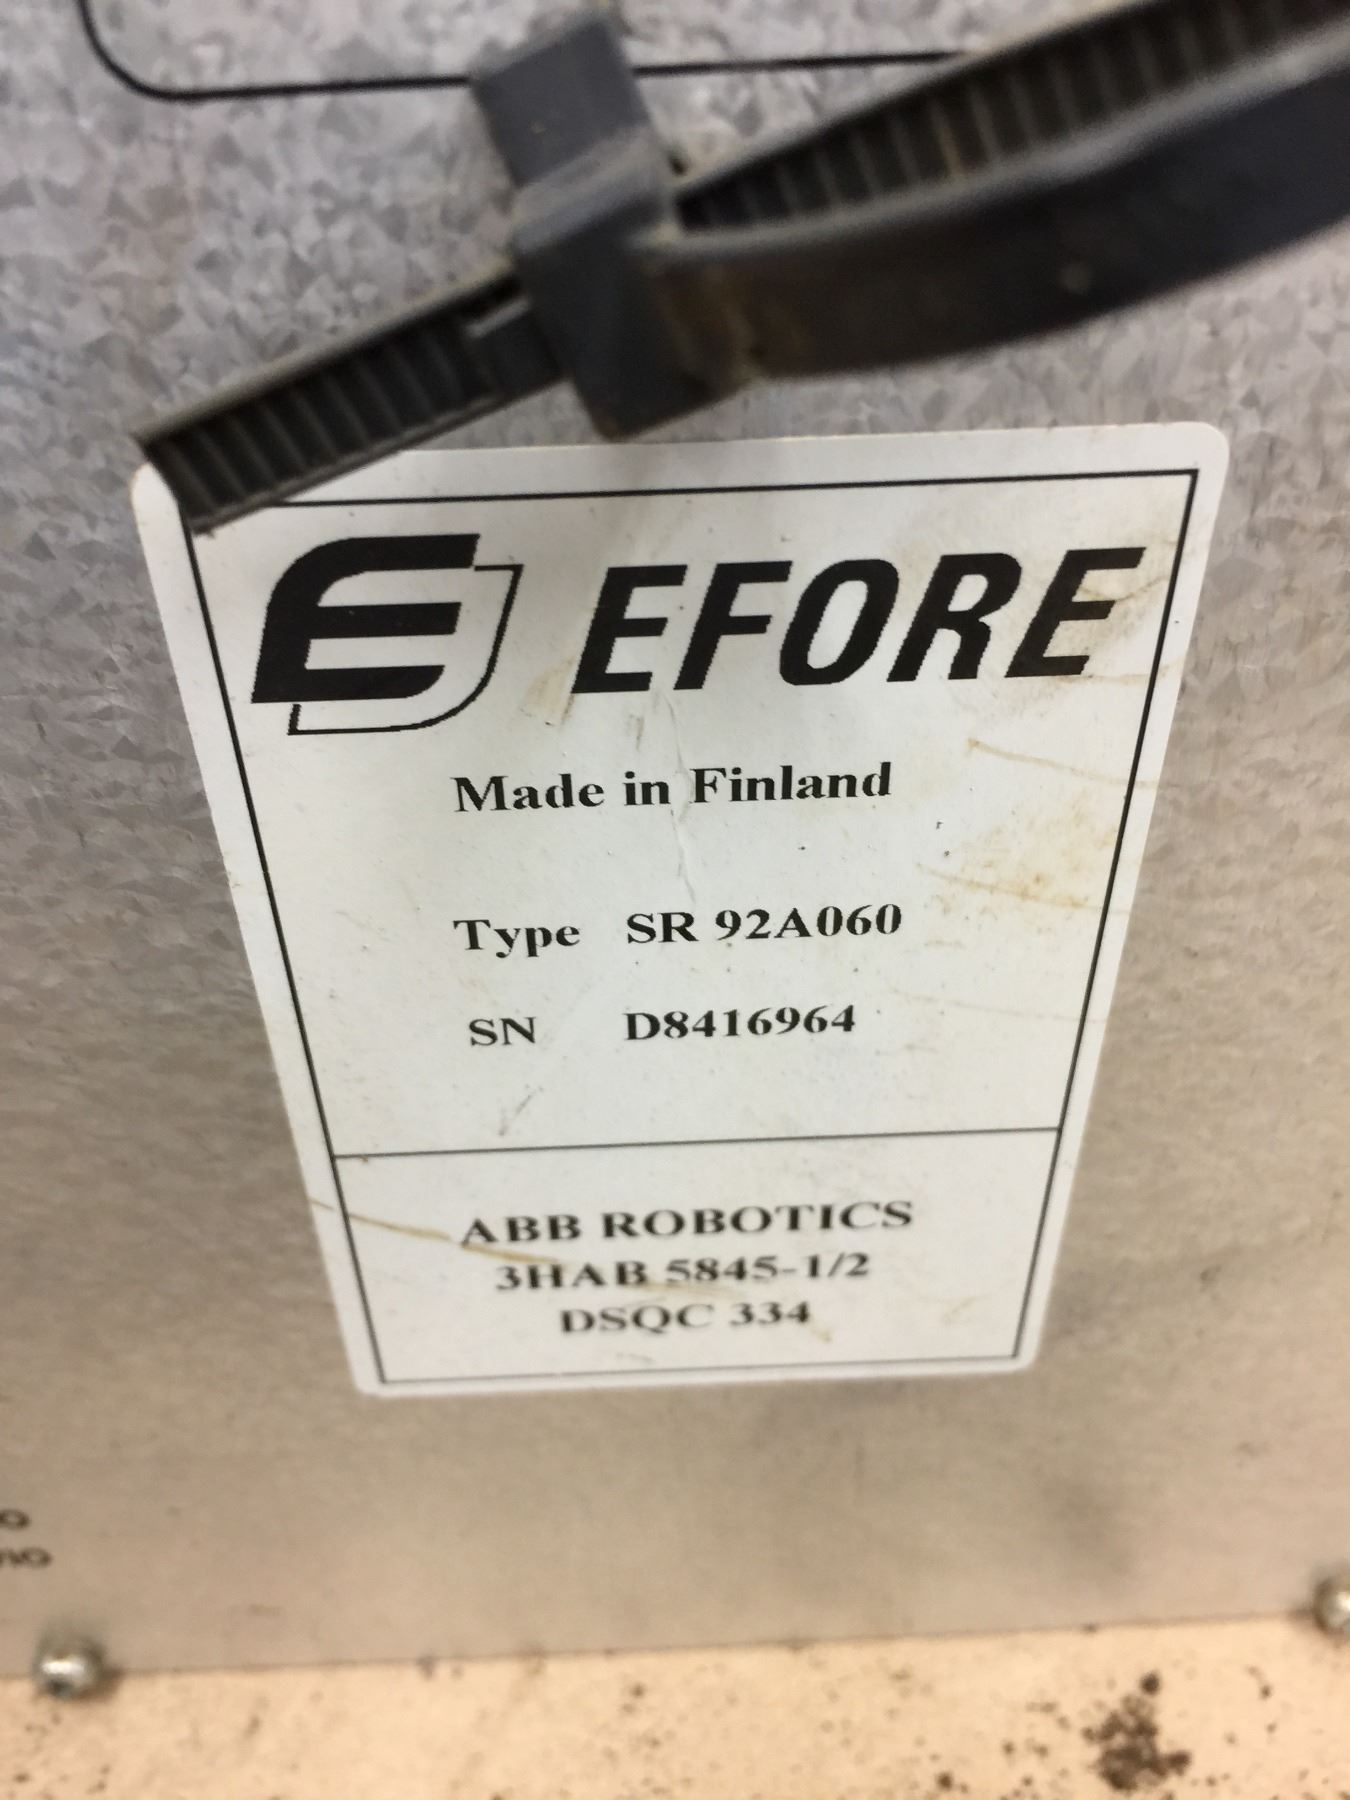 EFORE
Made in Finland
Type SR 92A060
SN D8416964
ABB ROBOTICS
3HAB 5845-1/2
DSQC 334